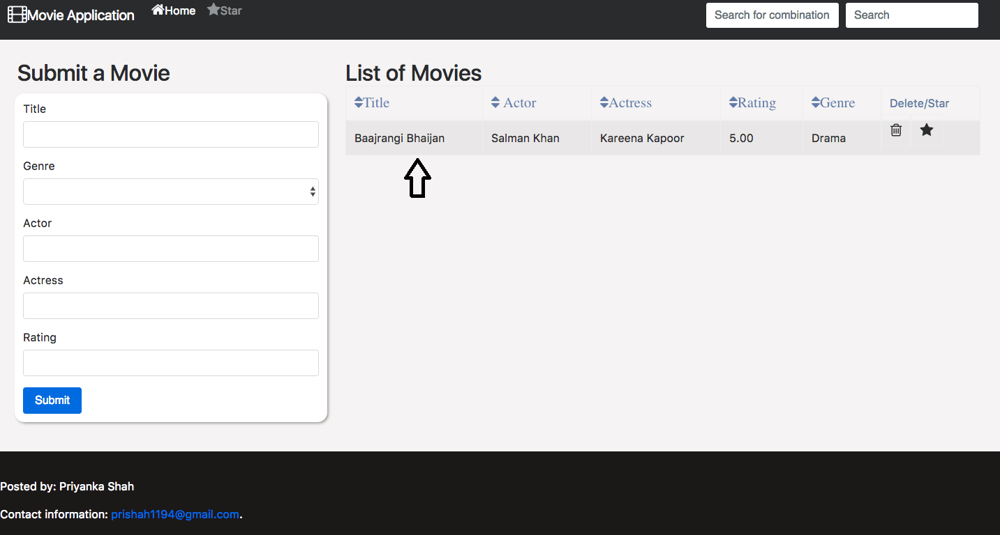 Movie Application Home Star Search for combination Search
Submit a Movie
Title
Genre
Actor
Actress
Rating
Submit
List of Movies
Title Actor Actress Rating Genre Delete/Star
Baajrangi Bhaijan Salman Khan Kareena Kapoor 5.00 Drama
Posted by: Priyanka Shah
Contact information: prishah1194@gmail.com.